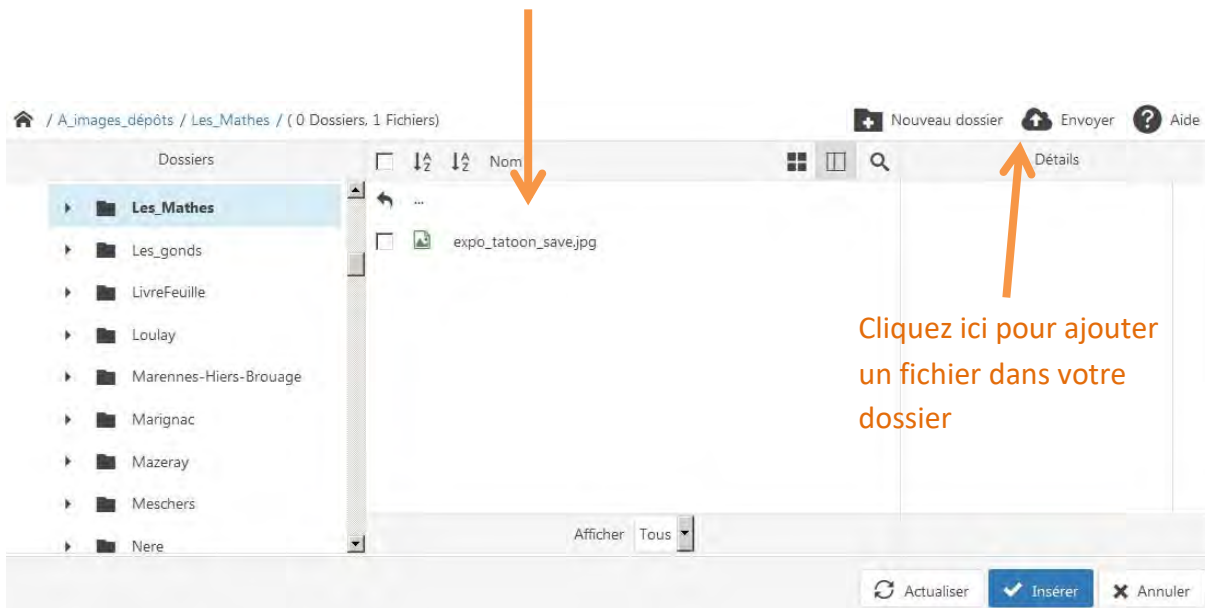 / A_images_dépôts / Les_Mathes / ( 0 Dossiers, 1 Fichiers)
Nouveau dossier
Envoyer
? Aide
Dossiers
Nom
Détails
Les_Mathes
Les_gonds
LivreFeuille
Loulay
Marennes-Hiers-Brouage
Marignac
Mazeray
Meschers
Nere
...
expo_tatoon_save.jpg
Cliquez ici pour ajouter
un fichier dans votre
dossier
Afficher Tous
Actualiser
Insérer
Annuler